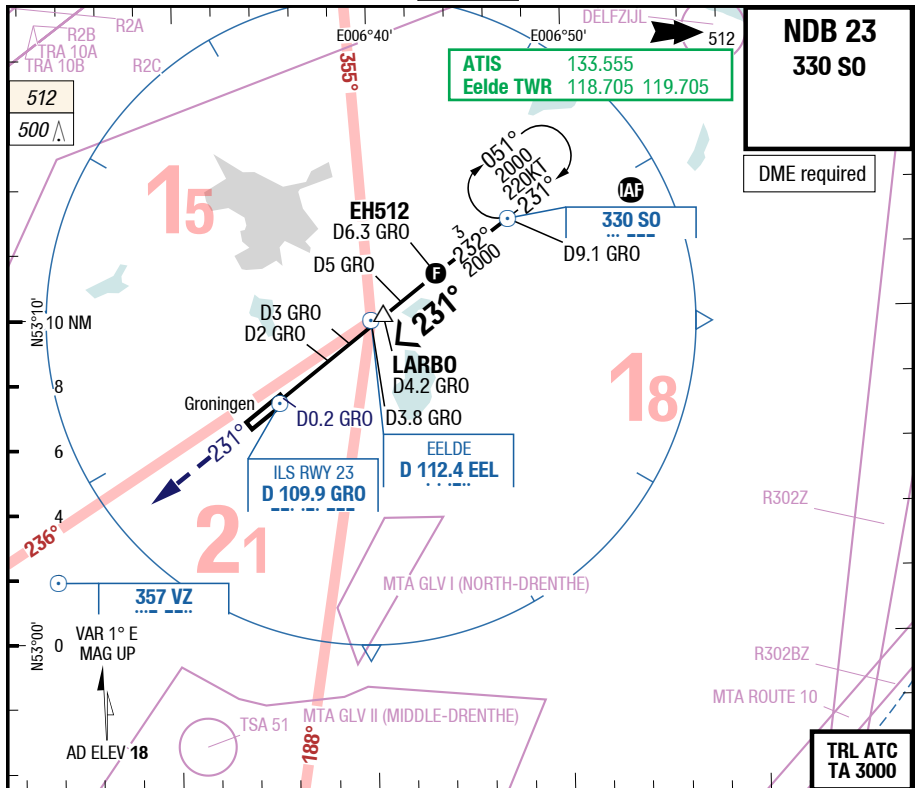 R2A
R2B
TRA 10A
TRA 10B
R2C
E006°40'
E006°50'
DELFZIJL
512
NDB 23
330 SO
ATIS 133.555
Eelde TWR 118.705 119.705
512
500
355°
DME required
15
051°
2000
220KT
231°
IAF
330 SO
EH512
D6.3 GRO
3
232°
2000
D9.1 GRO
D5 GRO
F
231°
N53°10'
10 NM
D3 GRO
D2 GRO
LARBO
D4.2 GRO
D3.8 GRO
18
8
Groningen
D0.2 GRO
231°
6
ILS RWY 23
D 109.9 GRO
EELDE
D 112.4 EEL
R302Z
4
236°
21
2
357 VZ
MTA GLV I (NORTH-DRENTHE)
VAR 1° E
MAG UP
N53°00'
0
R302BZ
MTA ROUTE 10
TSA 51
MTA GLV II (MIDDLE-DRENTHE)
188°
AD ELEV 18
TRL ATC
TA 3000